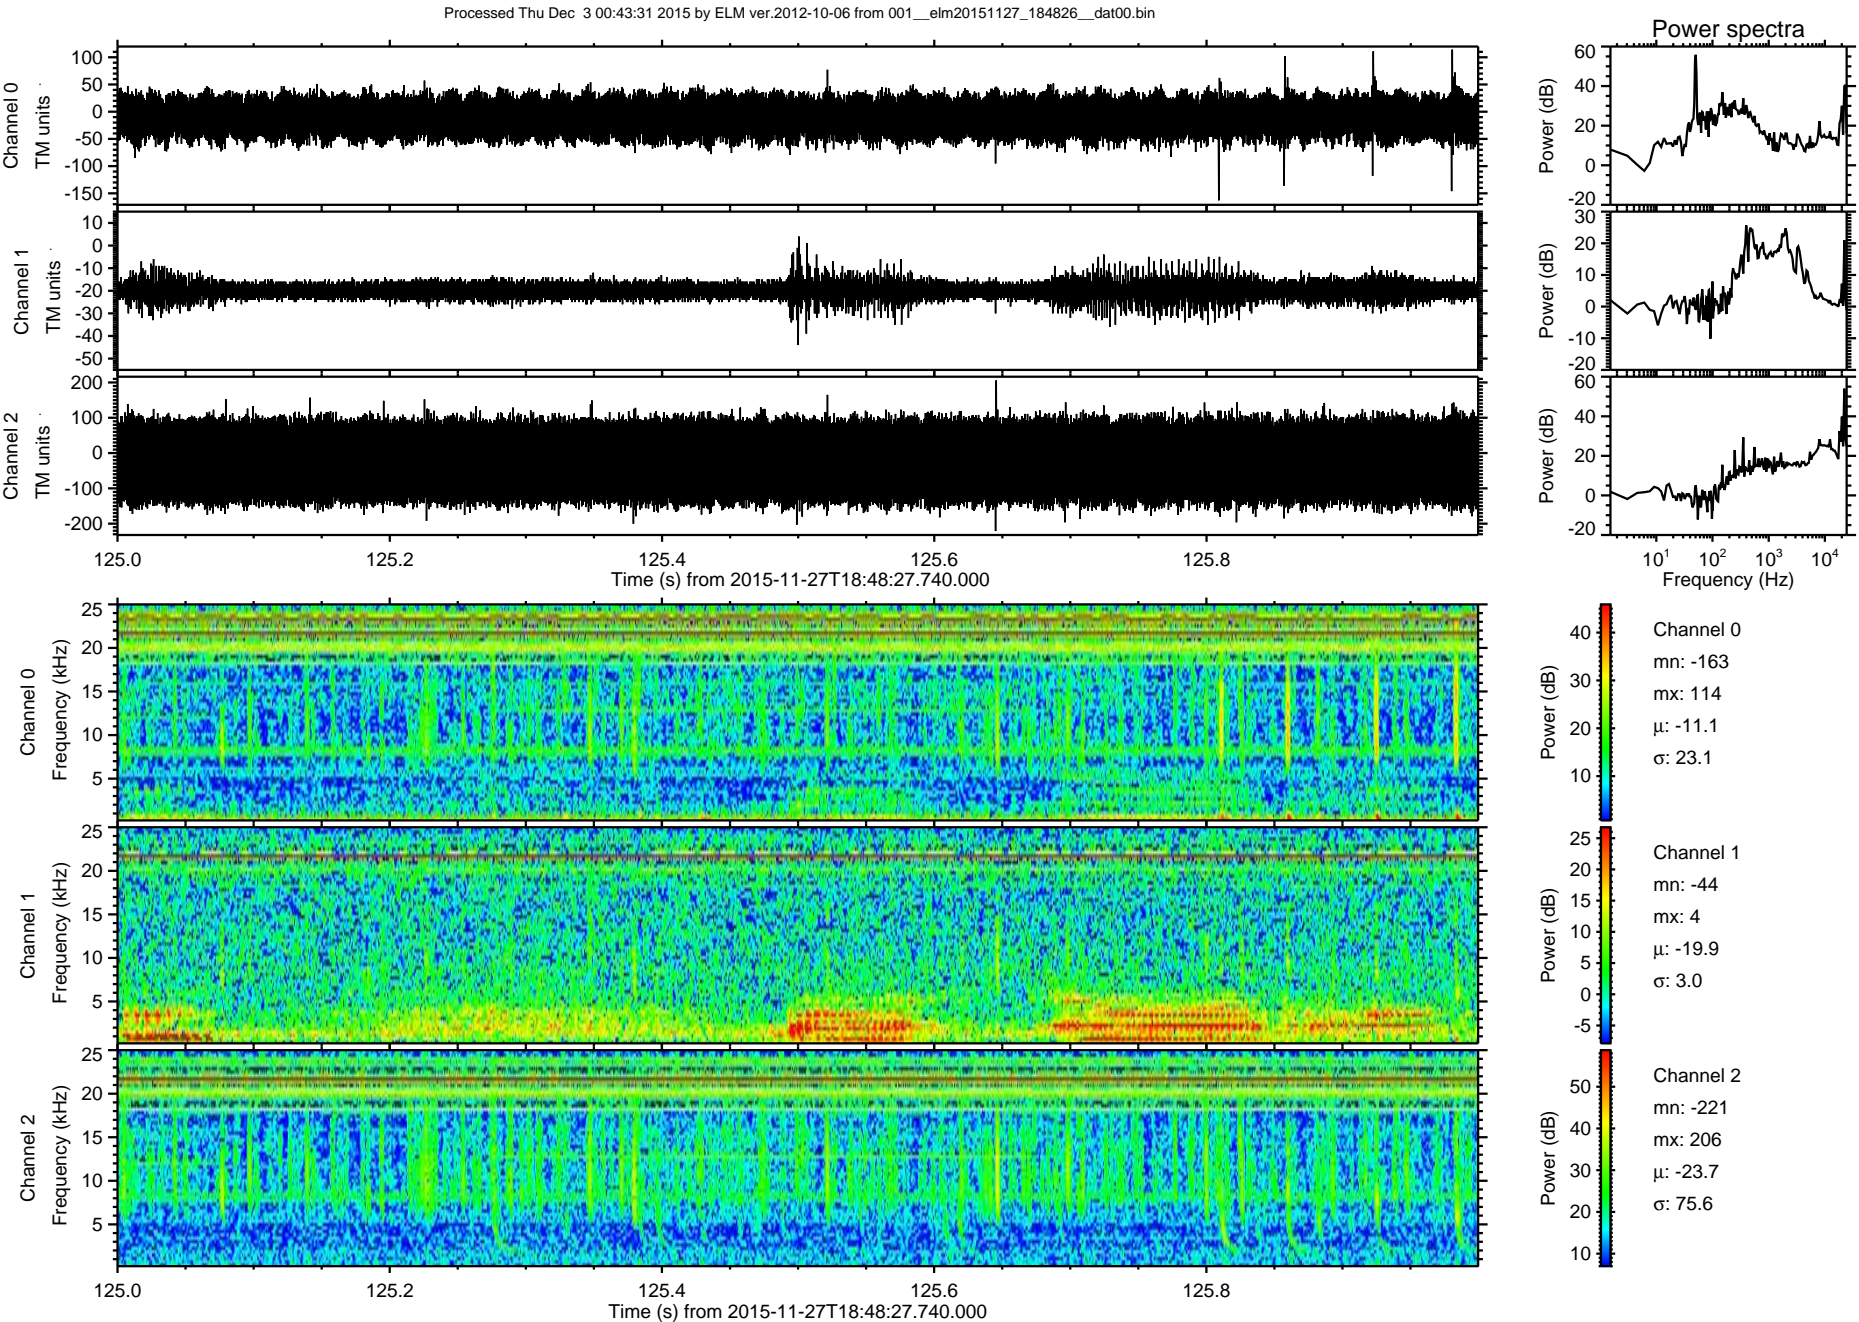 Processed Thu Dec  3 00:43:31 2015 by ELM ver.2012-10-06 from 001__elm20151127_184826__dat00.bin
Power spectra
Channel 0
TM units
100
50
0
-50
-100
-150
Power (dB)
60
40
20
0
-20
Channel 1
TM units
10
0
-10
-20
-30
-40
-50
Power (dB)
30
20
10
0
-10
-20
Channel 2
TM units
200
100
0
-100
-200
Power (dB)
60
40
20
0
-20
125.0 125.2 125.4 125.6 125.8
Time (s) from 2015-11-27T18:48:27.740.000
10^1 10^2 10^3 10^4
Frequency (Hz)
Channel 0
Frequency (kHz)
25
20
15
10
5
Power (dB)
40
30
20
10
Channel 0
mn: -163
mx: 114
μ: -11.1
σ: 23.1
Channel 1
Frequency (kHz)
25
20
15
10
5
Power (dB)
25
20
15
10
5
0
-5
Channel 1
mn: -44
mx: 4
μ: -19.9
σ: 3.0
Channel 2
Frequency (kHz)
25
20
15
10
5
Power (dB)
50
40
30
20
10
Channel 2
mn: -221
mx: 206
μ: -23.7
σ: 75.6
125.0 125.2 125.4 125.6 125.8
Time (s) from 2015-11-27T18:48:27.740.000